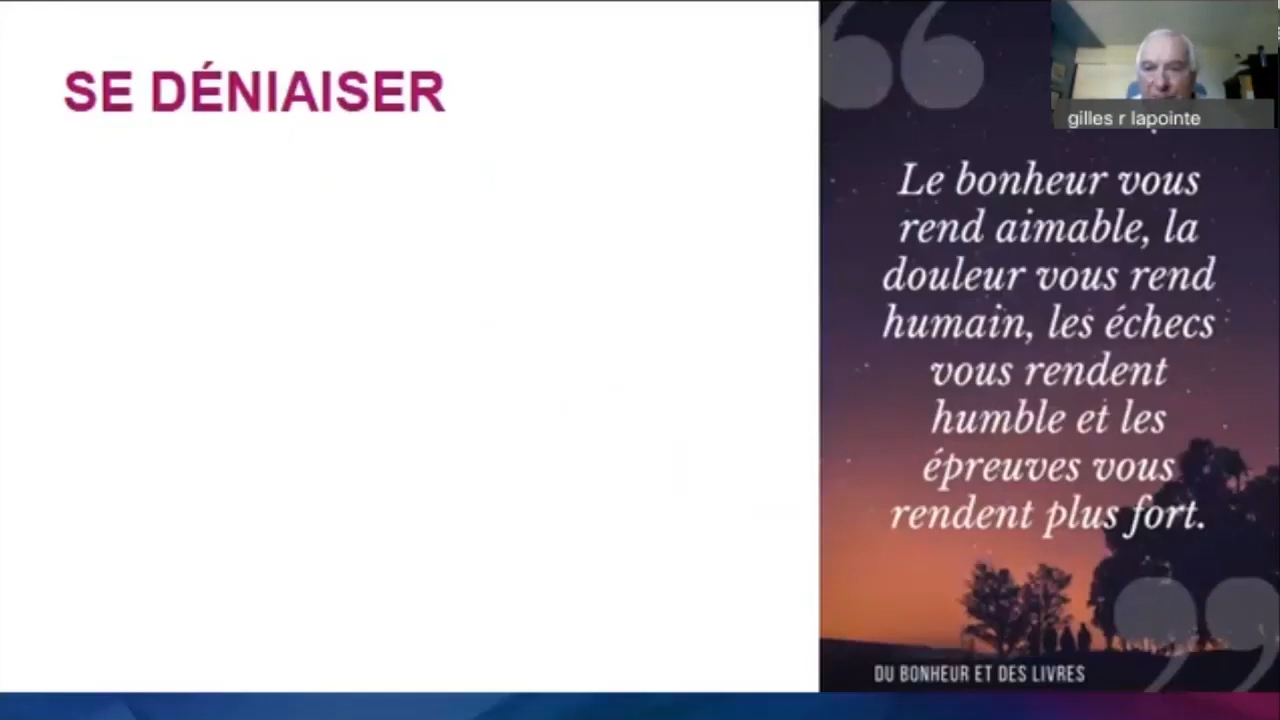 SE DÉNIAISER
gilles r lapointe
Le bonheur vous
rend aimable, la
douleur vous rend
humain, les échecs
vous rendent
humble et les
épreuves vous
rendent plus fort.
DU BONHEUR ET DES LIVRES